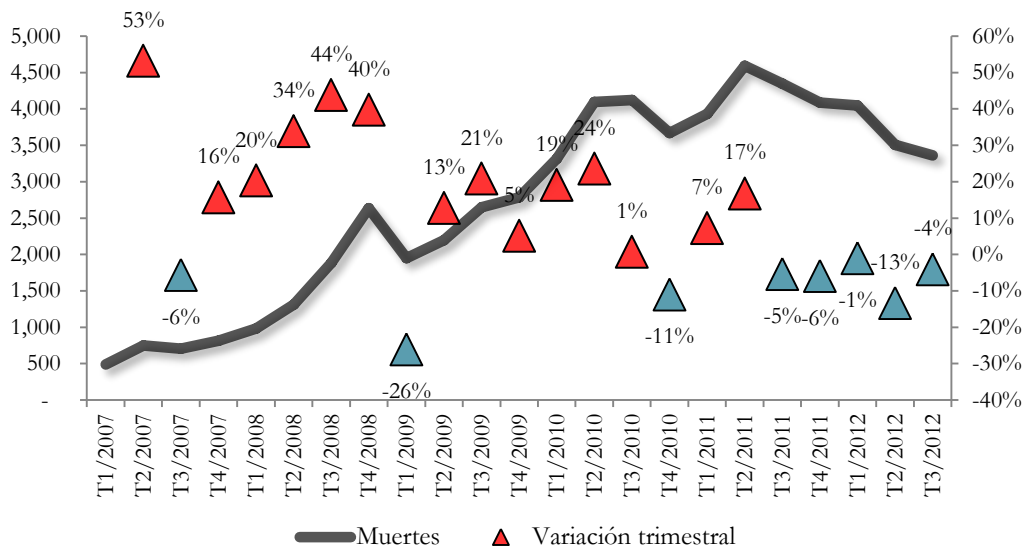 5,000
4,500
4,000
3,500
3,000
2,500
2,000
1,500
1,000
500
-
53%
-6%
16%
20%
34%
44%
40%
-26%
13%
21%
5%
19%
24%
1%
-11%
7%
17%
-5%
-6%
-1%
-13%
-4%
60%
50%
40%
30%
20%
10%
0%
-10%
-20%
-30%
-40%
T1/2007
T2/2007
T3/2007
T4/2007
T1/2008
T2/2008
T3/2008
T4/2008
T1/2009
T2/2009
T3/2009
T4/2009
T1/2010
T2/2010
T3/2010
T4/2010
T1/2011
T2/2011
T3/2011
T4/2011
T1/2012
T2/2012
T3/2012
Muertes Variación trimestral